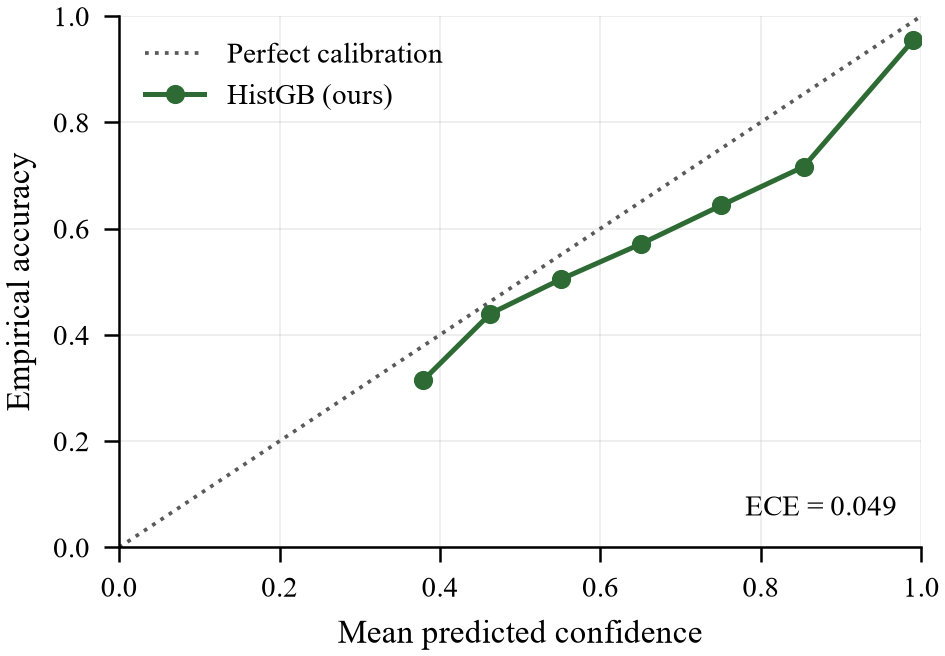 Perfect calibration
HistGB (ours)
1.0
0.8
0.6
0.4
0.2
0.0
Empirical accuracy
ECE = 0.049
0.0 0.2 0.4 0.6 0.8 1.0
Mean predicted confidence